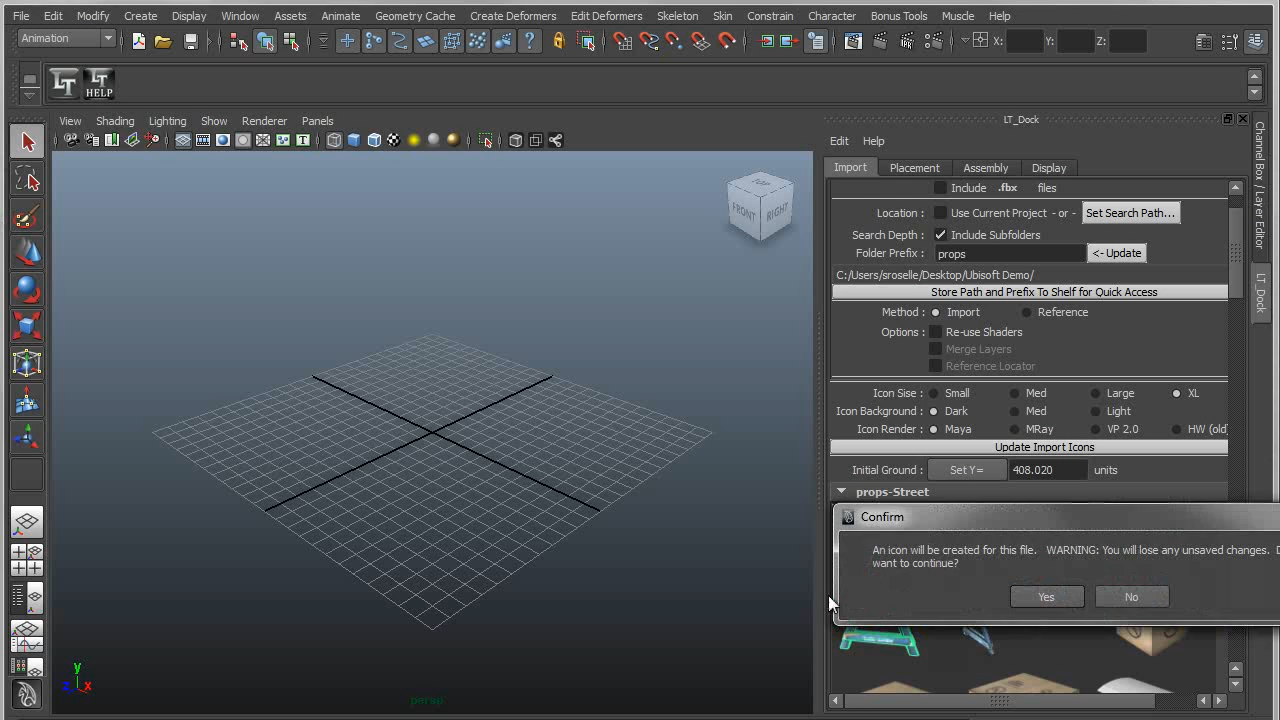 File Edit Modify Create Display Window Assets Animate Geometry Cache Create Deformers Edit Deformers Skeleton Skin Constrain Character Bonus Tools Muscle Help
Animation X: Y: Z:
LT LT HELP
View Shading Lighting Show Renderer Panels
TOP
FRONT RIGHT
persp
y
z x
LT_Dock
Edit Help
Import Placement Assembly Display
Include .fbx files
Location : Use Current Project - or - Set Search Path...
Search Depth : Include Subfolders
Folder Prefix : props <- Update
C:/Users/sroselle/Desktop/Ubisoft Demo/
Store Path and Prefix To Shelf for Quick Access
Method : Import Reference
Options : Re-use Shaders
Merge Layers
Reference Locator
Icon Size : Small Med Large XL
Icon Background : Dark Med Light
Icon Render : Maya MRay VP 2.0 HW (old
Update Import Icons
Initial Ground : Set Y= 408.020 units
props-Street
Confirm
An icon will be created for this file. WARNING: You will lose any unsaved changes. D
want to continue?
Yes No
Channel Box / Layer Editor
LT_Dock